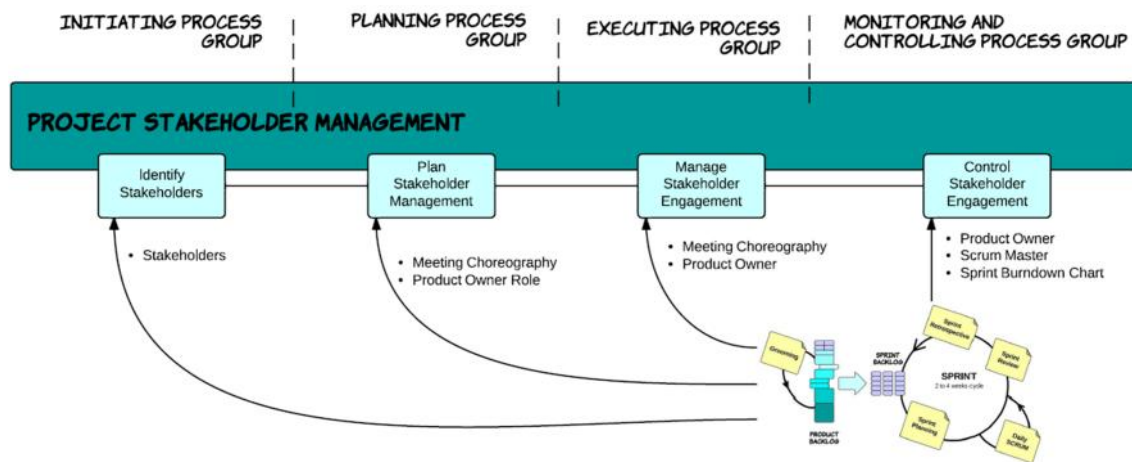 INITIATING PROCESS
GROUP
PLANNING PROCESS
GROUP
EXECUTING PROCESS
GROUP
MONITORING AND
CONTROLLING PROCESS GROUP
PROJECT STAKEHOLDER MANAGEMENT
Identify
Stakeholders
Plan
Stakeholder
Management
Manage
Stakeholder
Engagement
Control
Stakeholder
Engagement
• Stakeholders
• Meeting Choreography
• Product Owner Role
• Meeting Choreography
• Product Owner
• Product Owner
• Scrum Master
• Sprint Burndown Chart
Grooming
PRODUCT
BACKLOG
SPRINT
BACKLOG
Sprint
Retrospective
Sprint
Review
SPRINT
2 to 4 weeks cycle
Sprint
Planning
Daily
SCRUM